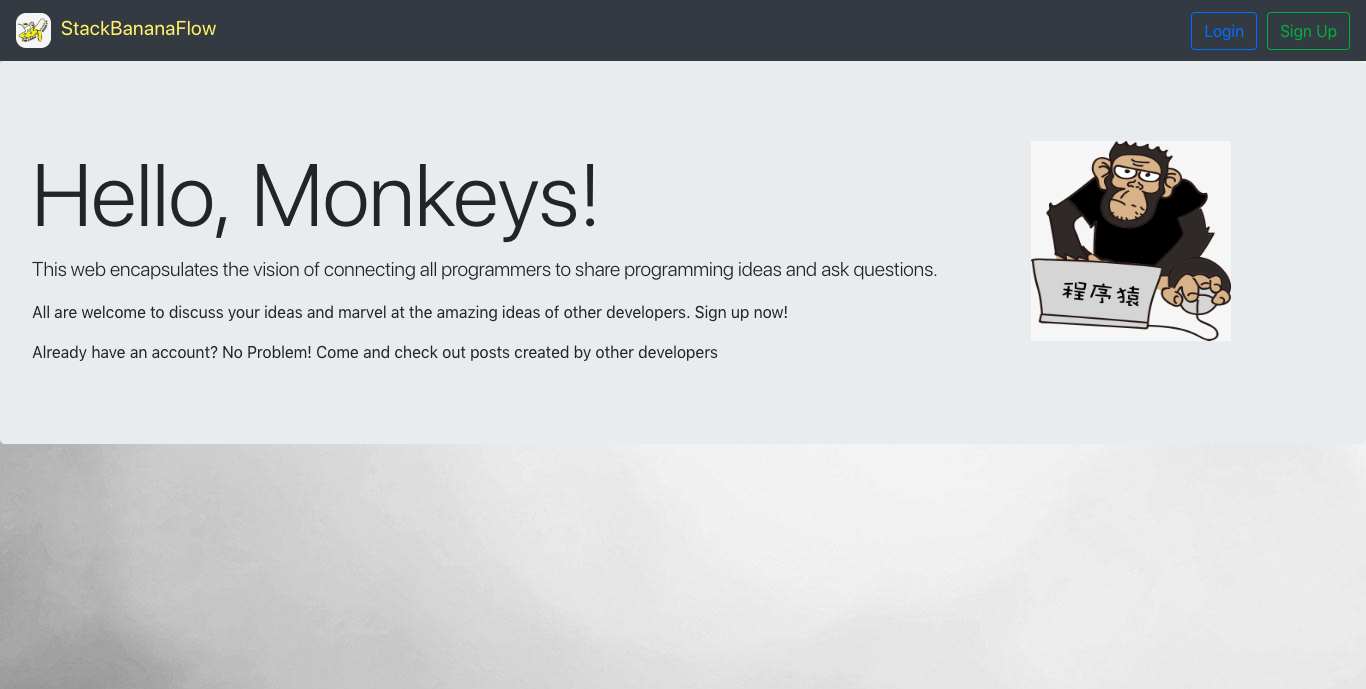 StackBananaFlow
Login
Sign Up
Hello, Monkeys!
This web encapsulates the vision of connecting all programmers to share programming ideas and ask questions.
All are welcome to discuss your ideas and marvel at the amazing ideas of other developers. Sign up now!
Already have an account? No Problem! Come and check out posts created by other developers
程序猿